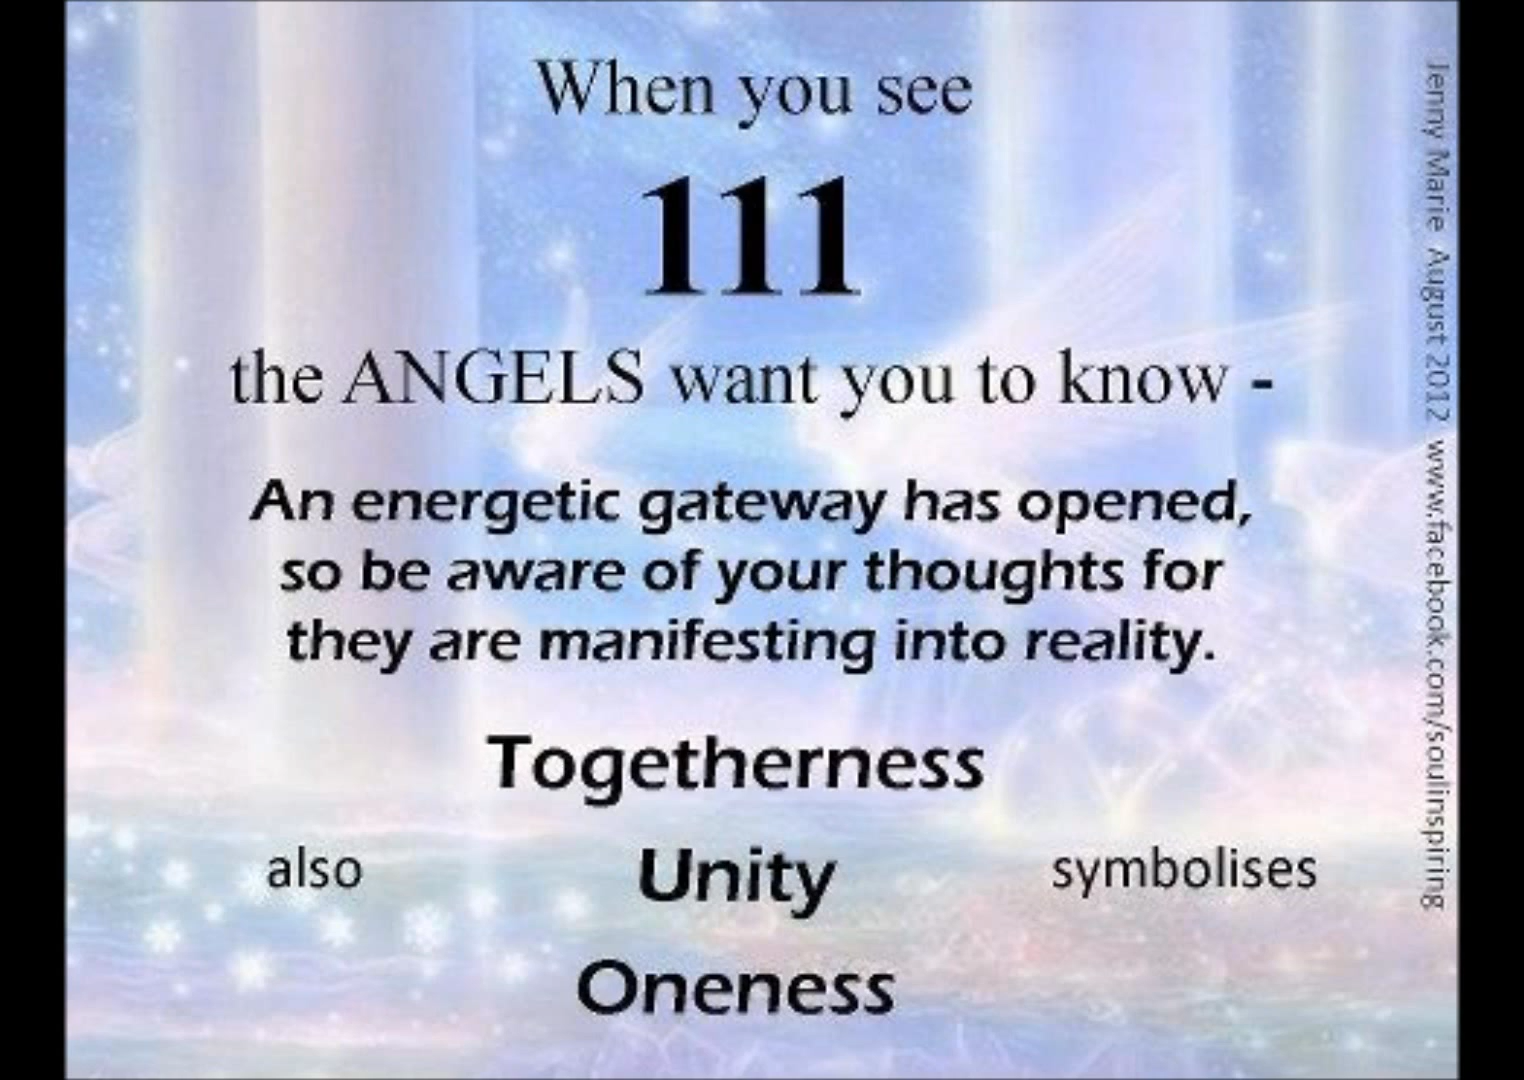 When you see
111
the ANGELS want you to know -
An energetic gateway has opened,
so be aware of your thoughts for
they are manifesting into reality.
Togetherness
also Unity symbolises
Oneness
Jenny Marie August 2012 www.facebook.com/soulinspiring